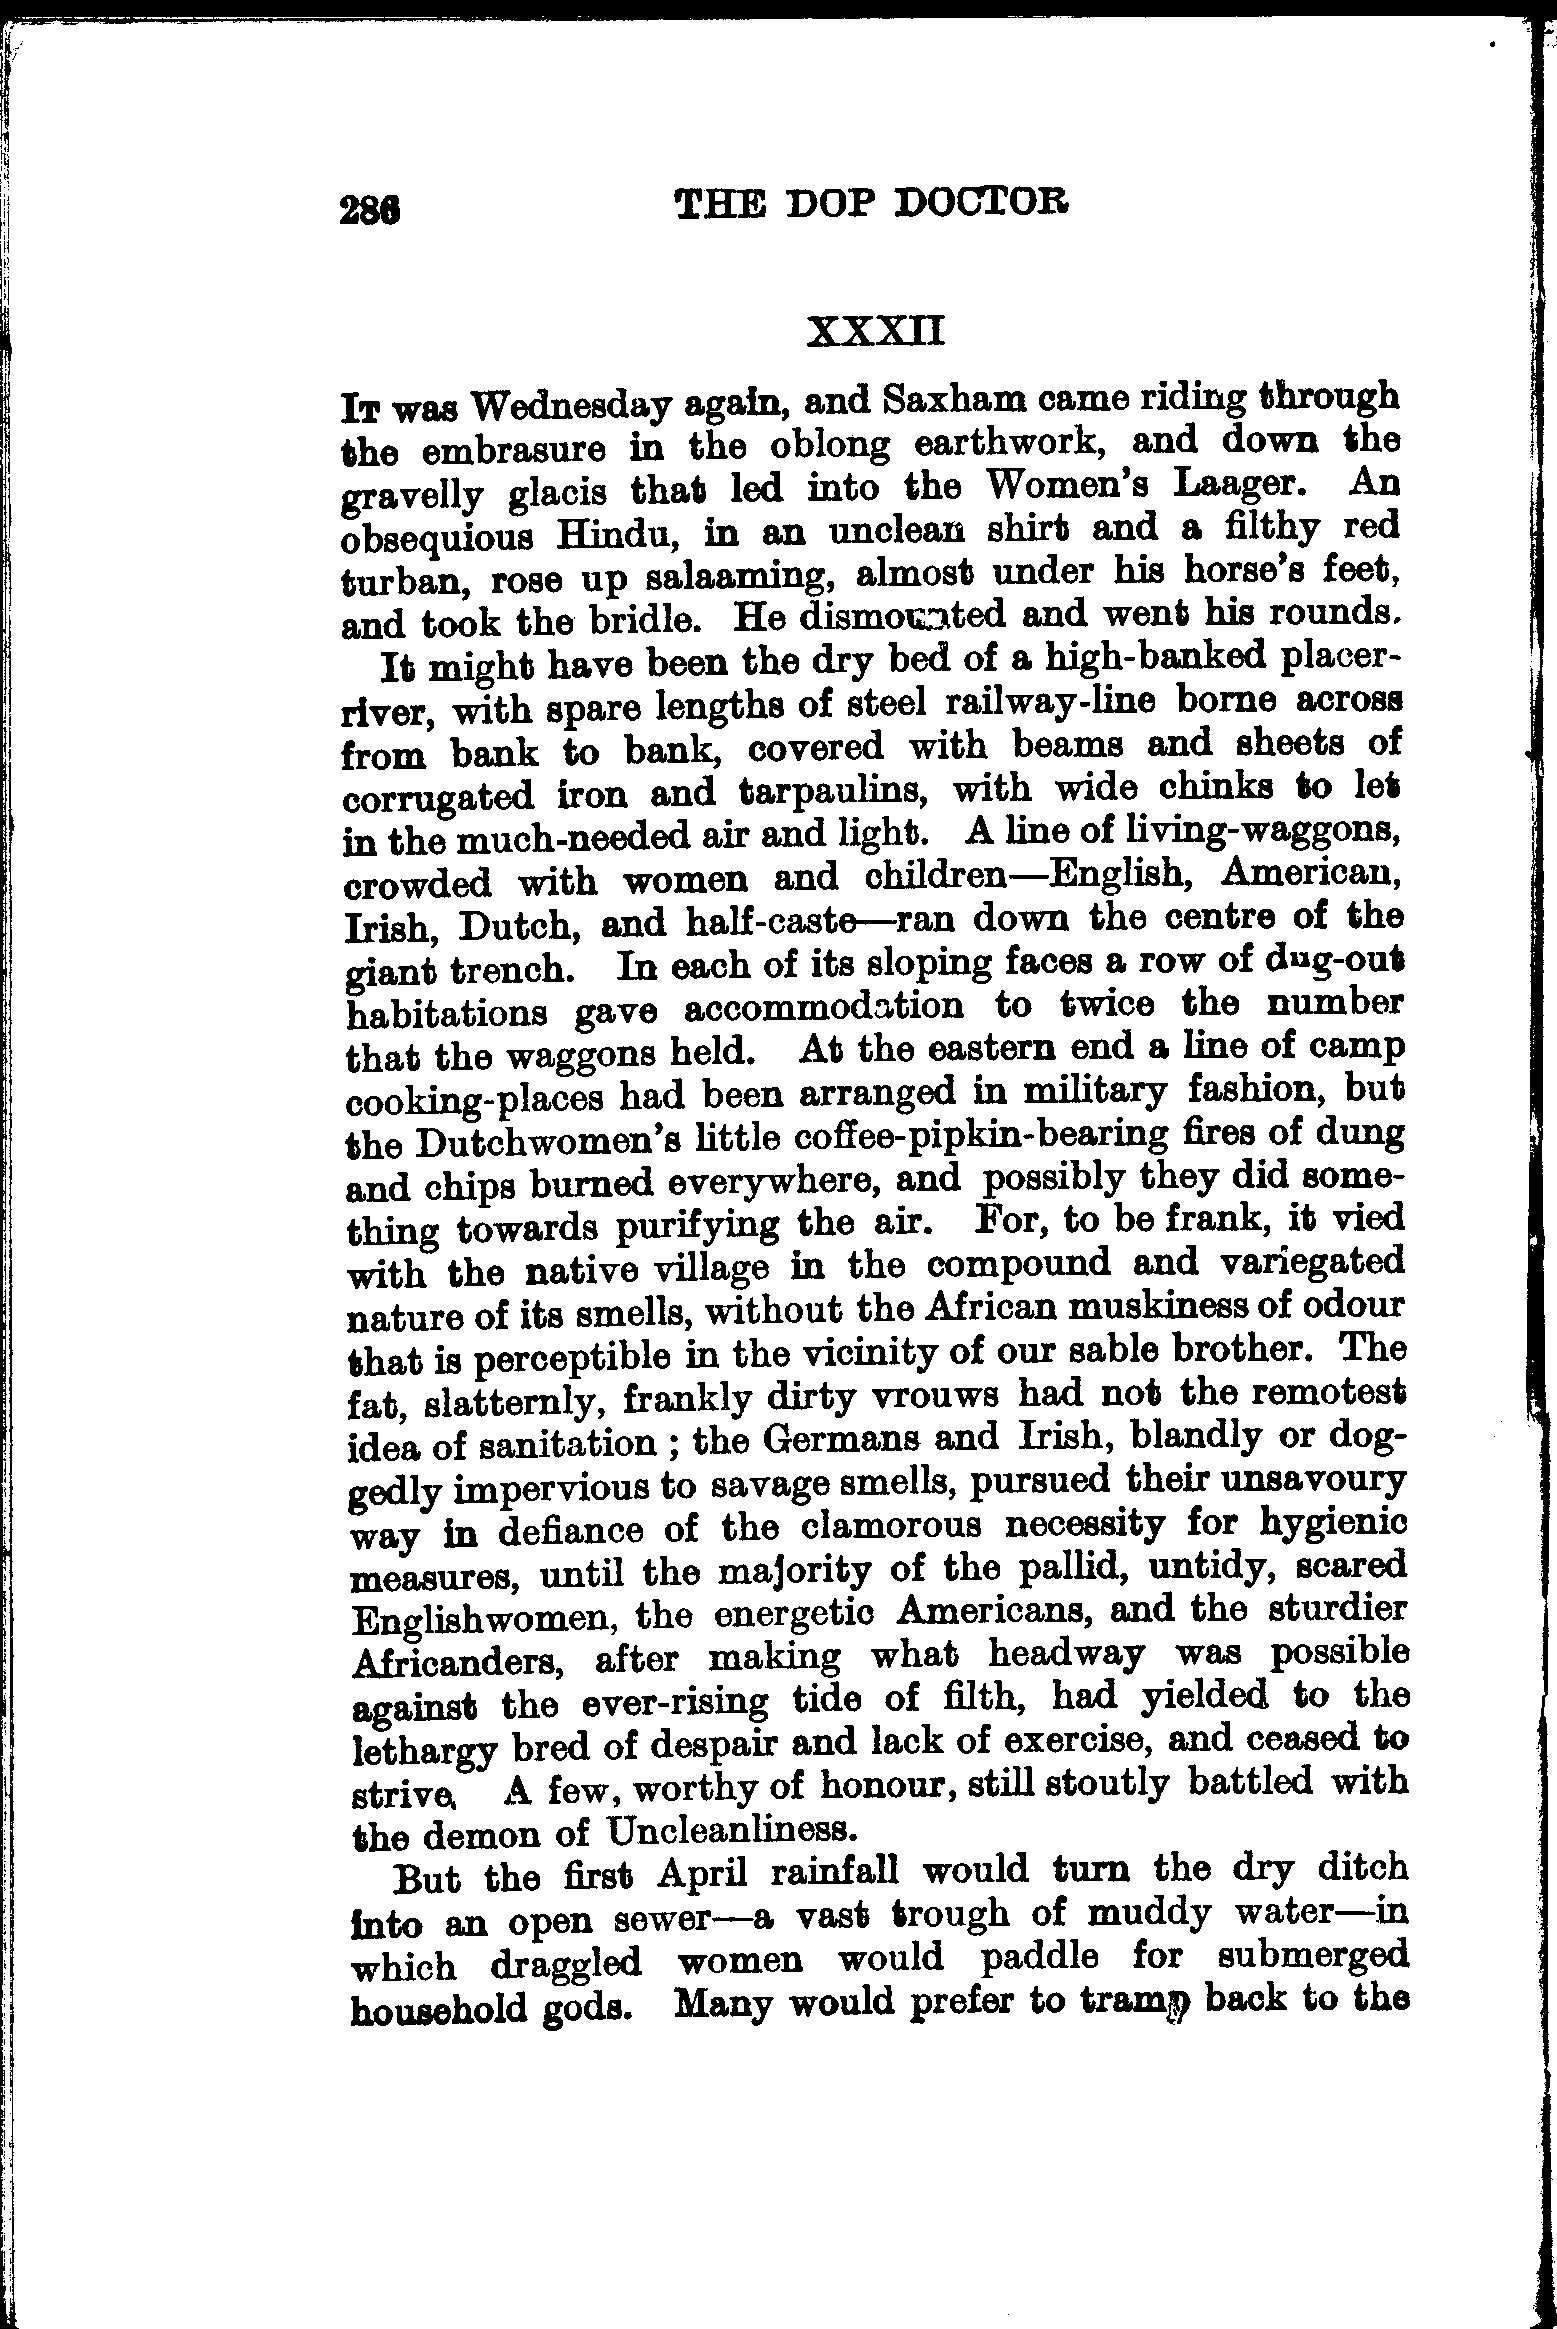 286 THE DOP DOCTOR
XXXII
IT was Wednesday again, and Saxham came riding through
the embrasure in the oblong earthwork, and down the
gravelly glacis that led into the Women's Laager. An
obsequious Hindu, in an unclean shirt and a filthy red
turban, rose up salaaming, almost under his horse's feet,
and took the bridle. He dismounted and went his rounds.
It might have been the dry bed of a high-banked placer-
river, with spare lengths of steel railway-line borne across
from bank to bank, covered with beams and sheets of
corrugated iron and tarpaulins, with wide chinks to let
in the much-needed air and light. A line of living-waggons,
crowded with women and children—English, American,
Irish, Dutch, and half-caste—ran down the centre of the
giant trench. In each of its sloping faces a row of dug-out
habitations gave accommodation to twice the number
that the waggons held. At the eastern end a line of camp
cooking-places had been arranged in military fashion, but
the Dutchwomen's little coffee-pipkin-bearing fires of dung
and chips burned everywhere, and possibly they did some-
thing towards purifying the air. For, to be frank, it vied
with the native village in the compound and variegated
nature of its smells, without the African muskiness of odour
that is perceptible in the vicinity of our sable brother. The
fat, slatternly, frankly dirty vrouws had not the remotest
idea of sanitation ; the Germans and Irish, blandly or dog-
gedly impervious to savage smells, pursued their unsavoury
way in defiance of the clamorous necessity for hygienic
measures, until the majority of the pallid, untidy, scared
Englishwomen, the energetic Americans, and the sturdier
Africanders, after making what headway was possible
against the ever-rising tide of filth, had yielded to the
lethargy bred of despair and lack of exercise, and ceased to
strive. A few, worthy of honour, still stoutly battled with
the demon of Uncleanliness.
But the first April rainfall would turn the dry ditch
into an open sewer—a vast trough of muddy water—in
which draggled women would paddle for submerged
household gods. Many would prefer to tramp back to the